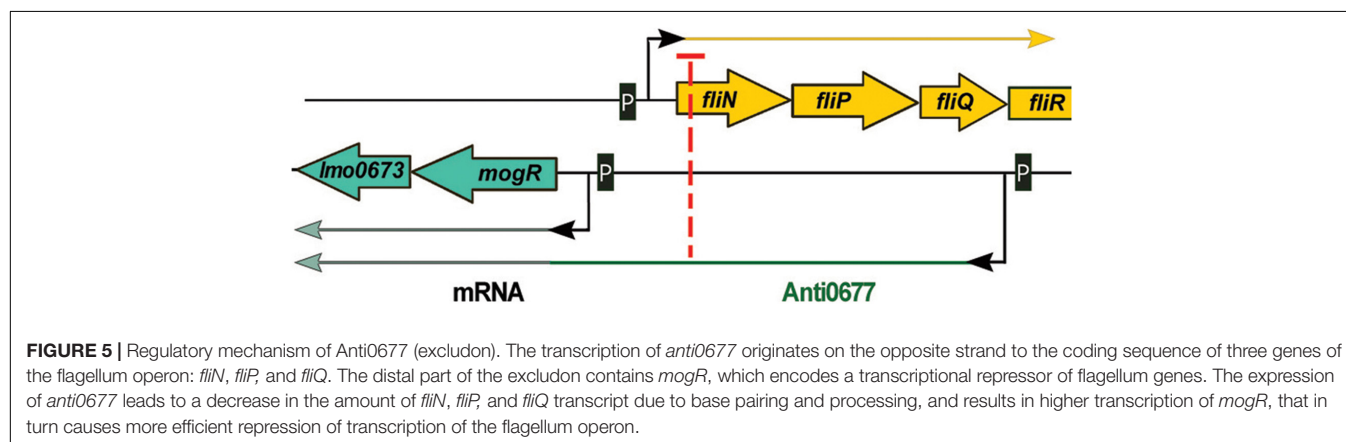 P fliN fliP fliQ fliR
lmo0673 mogR P P
mRNA Anti0677
FIGURE 5 | Regulatory mechanism of Anti0677 (excludon). The transcription of anti0677 originates on the opposite strand to the coding sequence of three genes of
the flagellum operon: fliN, fliP, and fliQ. The distal part of the excludon contains mogR, which encodes a transcriptional repressor of flagellum genes. The expression
of anti0677 leads to a decrease in the amount of fliN, fliP, and fliQ transcript due to base pairing and processing, and results in higher transcription of mogR, that in
turn causes more efficient repression of transcription of the flagellum operon.